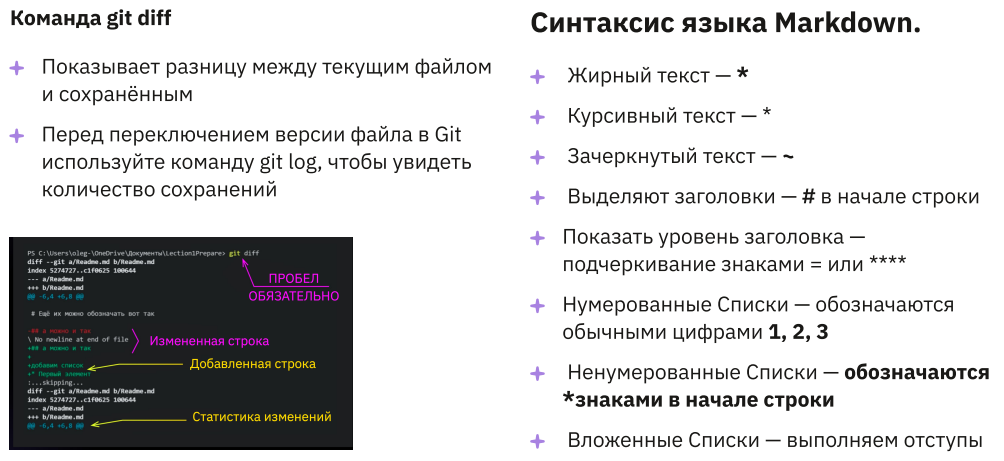 Команда git diff
Показывает разницу между текущим файлом
и сохранённым
Перед переключением версии файла в Git
используйте команду git log, чтобы увидеть
количество сохранений
PS C:\Users\oleg-\OneDrive\Документы\Lection1Prepare> git diff
diff --git a/Readme.md b/Readme.md
index 5274727..c1f0625 100644
--- a/Readme.md
+++ b/Readme.md
@@ -6,4 +6,8 @@
ПРОБЕЛ
ОБЯЗАТЕЛЬНО
# Ещё их можно обозначать вот так
-## а можно и так
\ No newline at end of file
+## а можно и так
+
Измененная строка
+добавим список
+* Первый элемент
Добавленная строка
:...skipping...
diff --git a/Readme.md b/Readme.md
index 5274727..c1f0625 100644
--- a/Readme.md
+++ b/Readme.md
@@ -6,4 +6,8 @@
Статистика изменений
Синтаксис языка Markdown.
Жирный текст — *
Курсивный текст — *
Зачеркнутый текст — ~
Выделяют заголовки — # в начале строки
Показать уровень заголовка —
подчеркивание знаками = или ****
Нумерованные Списки — обозначаются
обычными цифрами 1, 2, 3
Ненумерованные Списки — обозначаются
*знаками в начале строки
Вложенные Списки — выполняем отступы